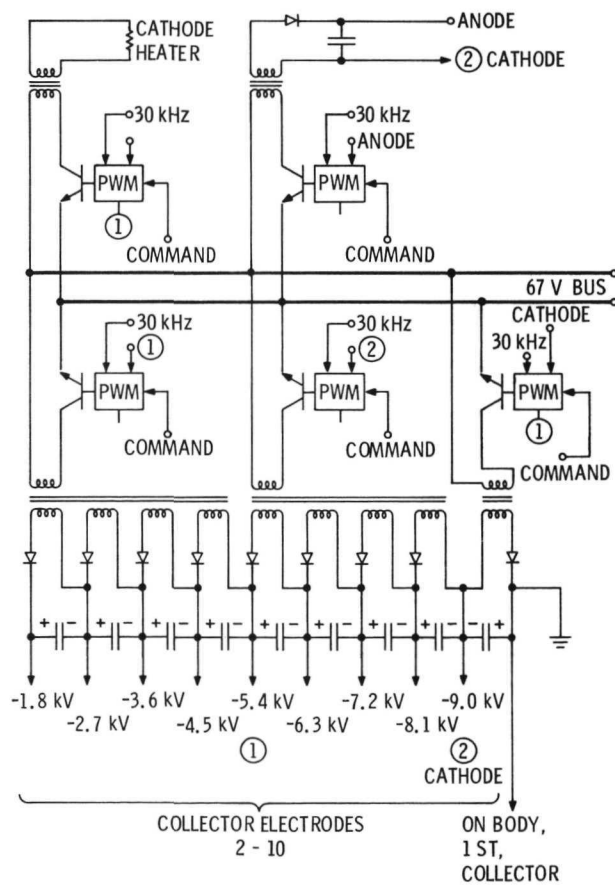 CATHODE
HEATER
ANODE
② CATHODE
30 kHz
30 kHz
ANODE
PWM
PWM
①
COMMAND
COMMAND
67 V BUS
CATHODE
30 kHz
①
30 kHz
②
30 kHz
PWM
PWM
PWM
①
COMMAND
COMMAND
COMMAND
+ − + − + − + − + − + − + − + − − +
-1.8 kV -3.6 kV -5.4 kV -7.2 kV -9.0 kV
-2.7 kV -4.5 kV -6.3 kV -8.1 kV
① ②
CATHODE
COLLECTOR ELECTRODES
2 - 10
ON BODY,
1 ST,
COLLECTOR